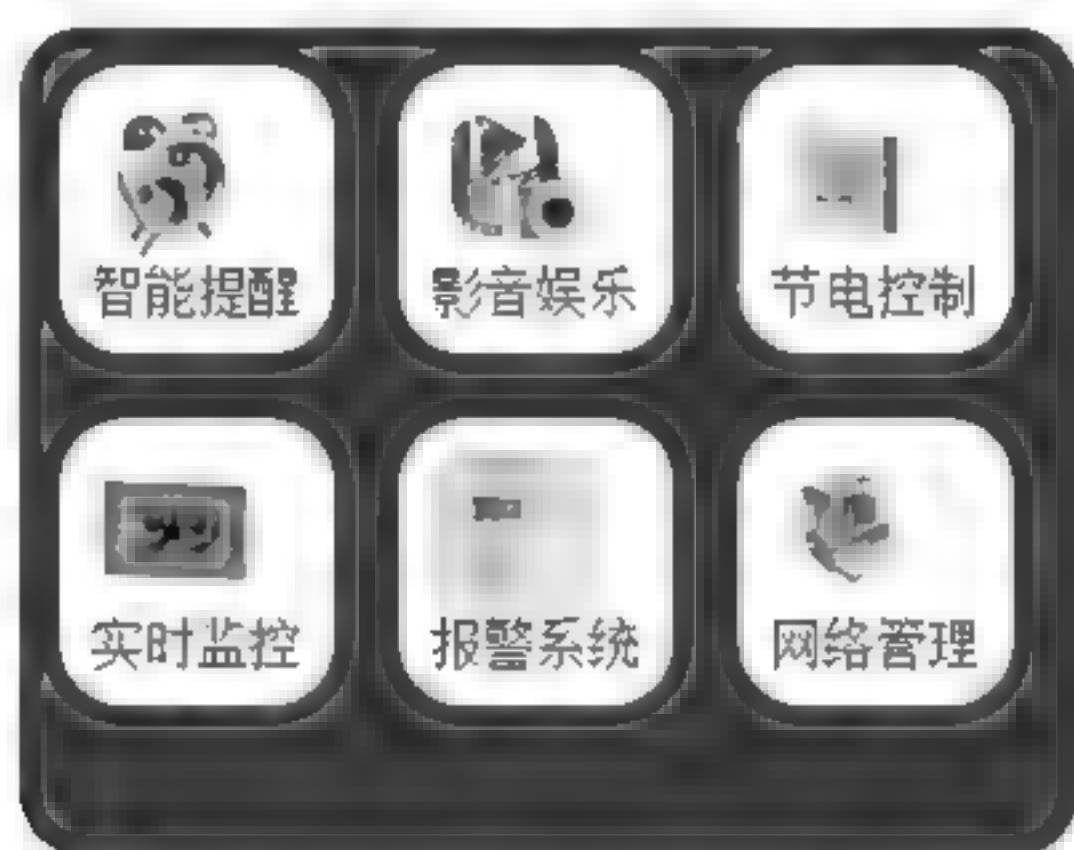 智能提醒
影音娱乐
节电控制
实时监控
报警系统
网络管理